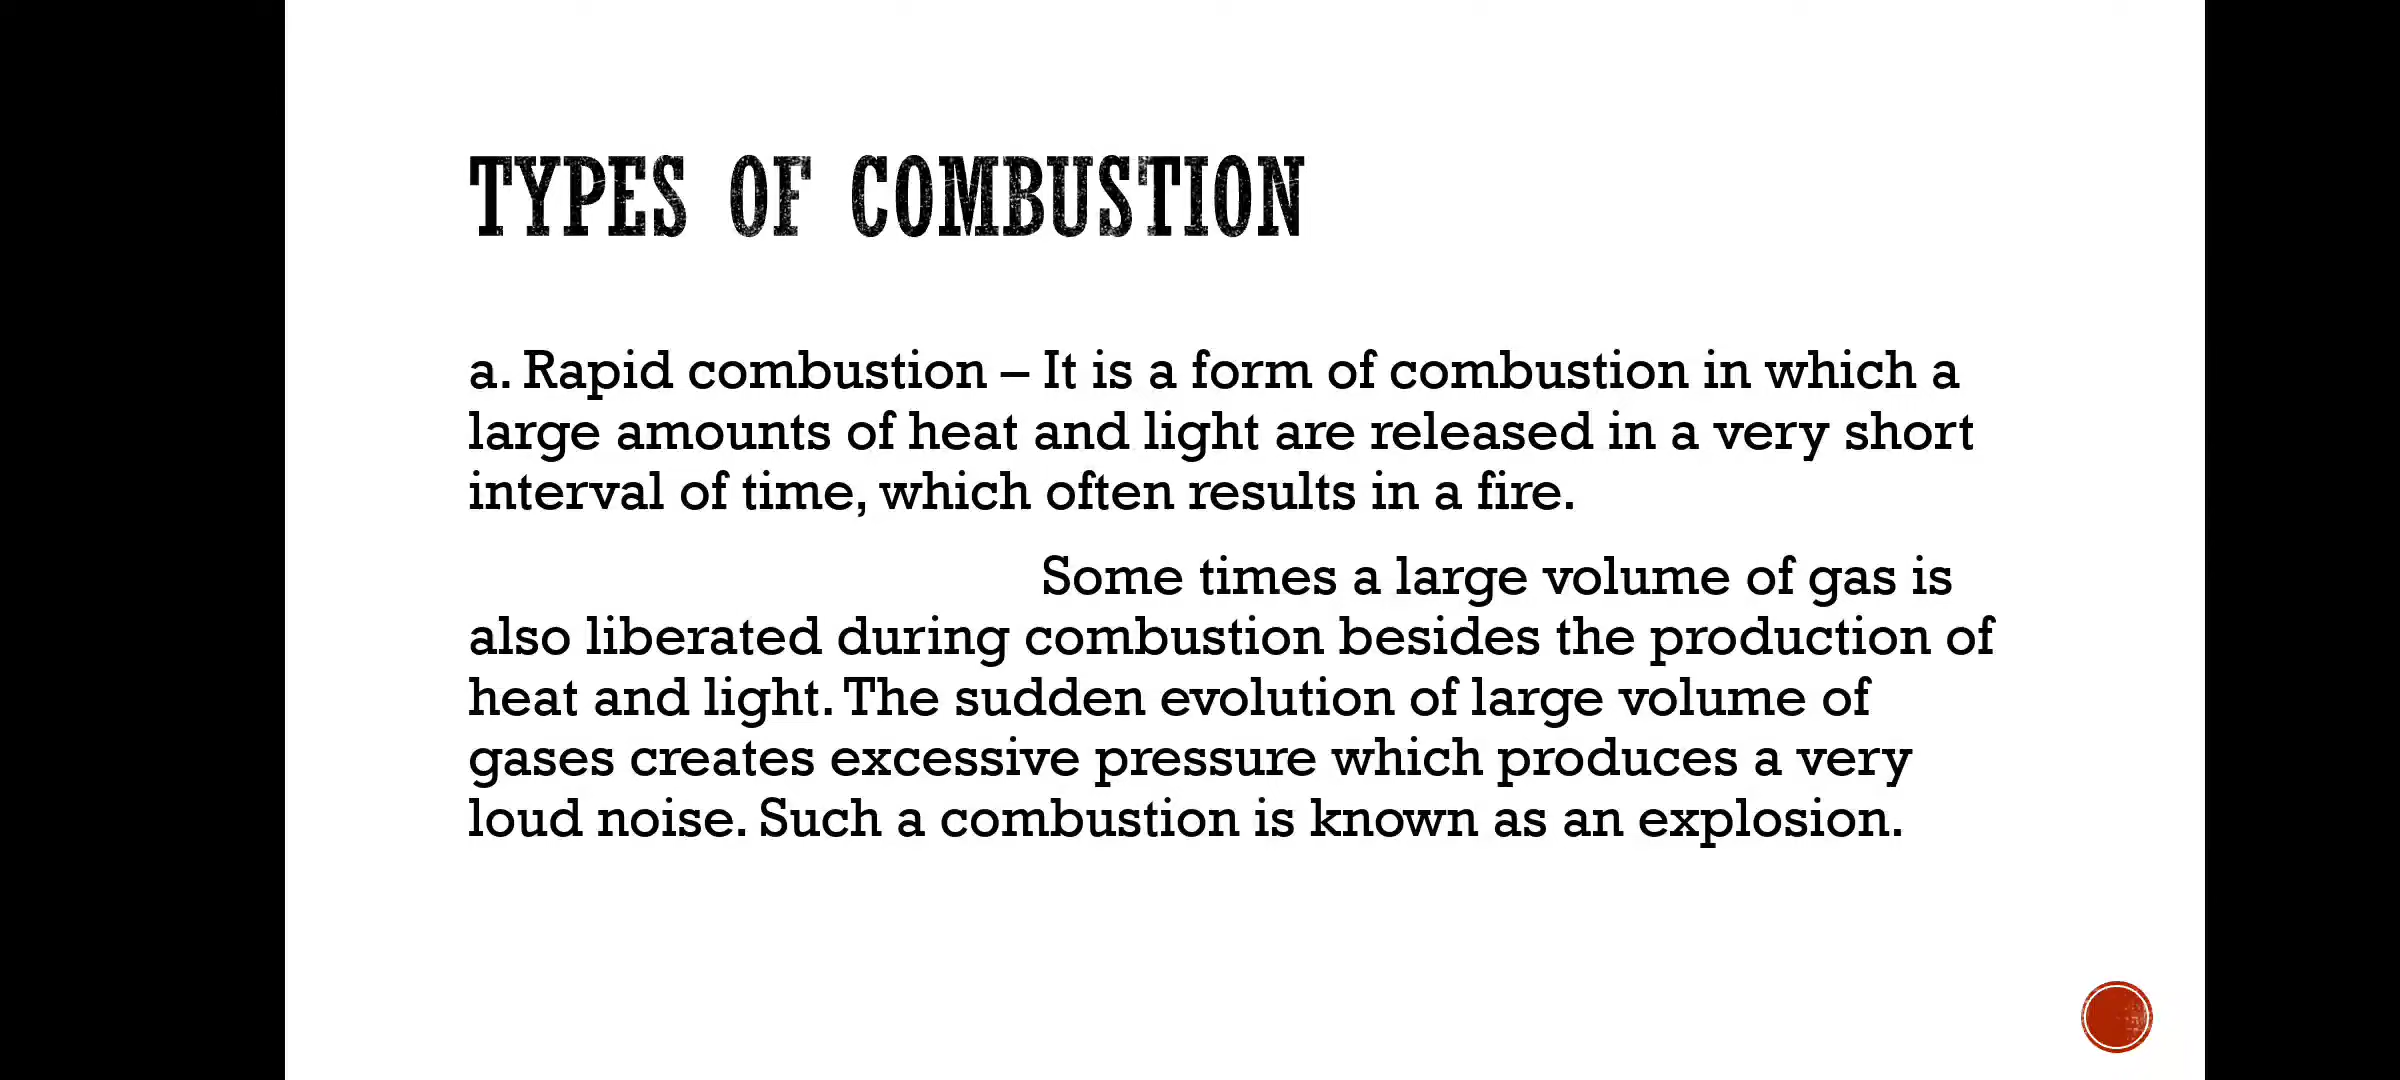 TYPES OF COMBUSTION
a. Rapid combustion – It is a form of combustion in which a
large amounts of heat and light are released in a very short
interval of time, which often results in a fire.
Some times a large volume of gas is
also liberated during combustion besides the production of
heat and light. The sudden evolution of large volume of
gases creates excessive pressure which produces a very
loud noise. Such a combustion is known as an explosion.